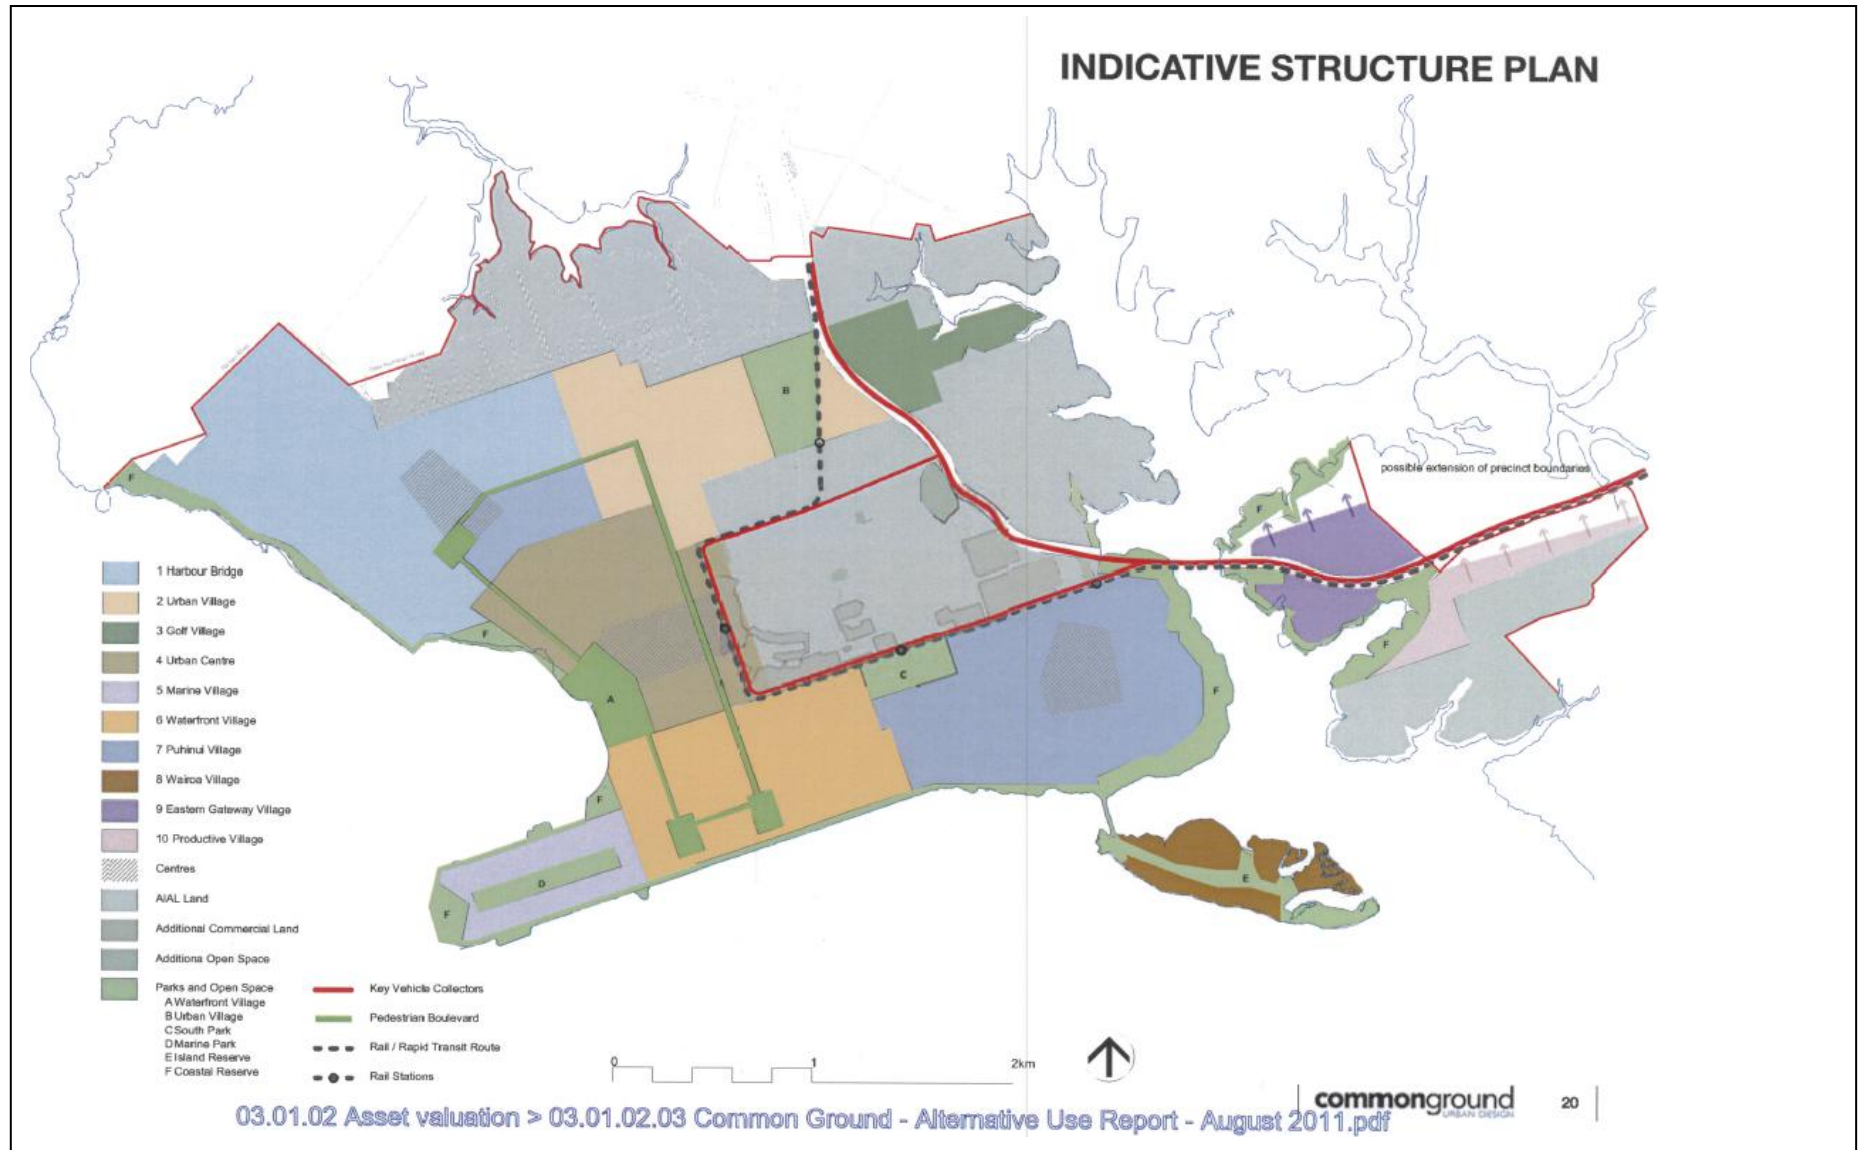 INDICATIVE STRUCTURE PLAN
B
F
possible extension of precinct boundaries
F
F
F
C
F
A
F
F
D
F
E
1 Harbour Bridge
2 Urban Village
3 Golf Village
4 Urban Centre
5 Marine Village
6 Waterfront Village
7 Puhinui Village
8 Wairoa Village
9 Eastern Gateway Village
10 Productive Village
Centres
AIAL Land
Additional Commercial Land
Additiona Open Space
Parks and Open Space
A Waterfront Village
B Urban Village
C South Park
D Marine Park
E Island Reserve
F Coastal Reserve
Key Vehicle Collectors
Pedestrian Boulevard
Rail / Rapid Transit Route
Rail Stations
0 1 2km
commonground
URBAN DESIGN
20
03.01.02 Asset valuation > 03.01.02.03 Common Ground - Alternative Use Report - August 2011.pdf